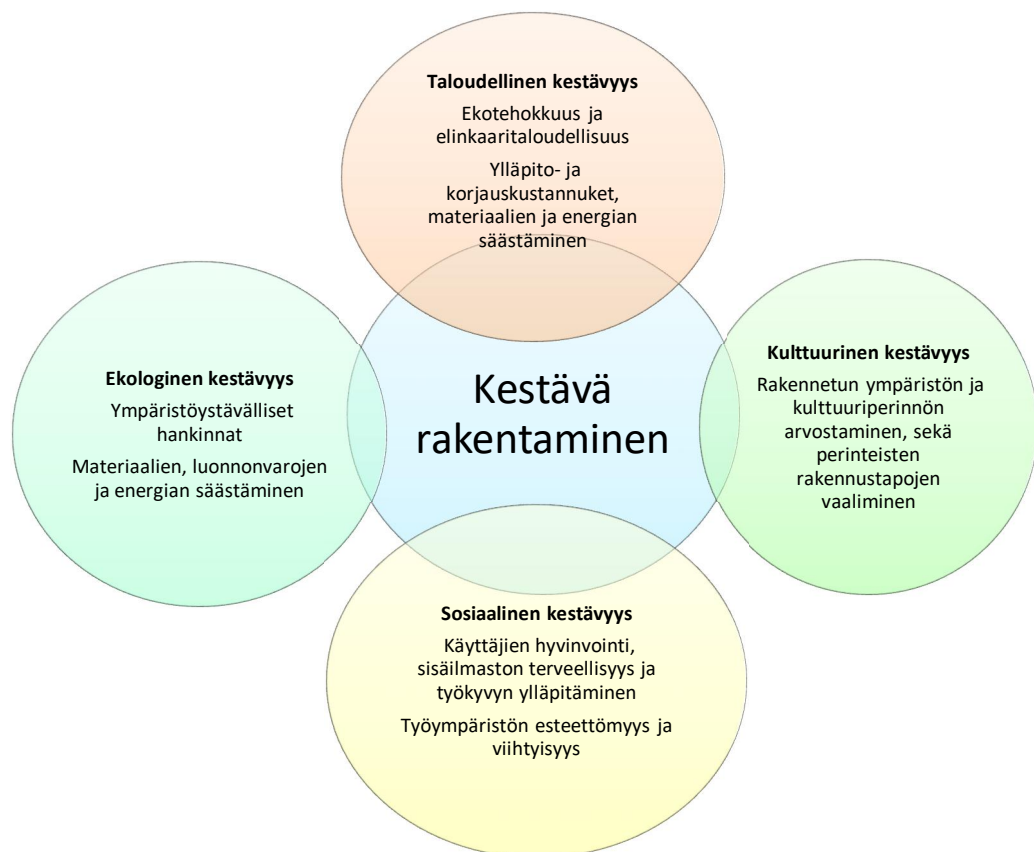 Taloudellinen kestävyys
Ekotehokkuus ja
elinkaaritaloudellisuus
Ylläpito- ja
korjauskustannuket,
materiaalien ja energian
säästäminen
Ekologinen kestävyys
Ympäristöystävälliset
hankinnat
Materiaalien, luonnonvarojen
ja energian säästäminen
Kestävä
rakentaminen
Kulttuurinen kestävyys
Rakennetun ympäristön ja
kulttuuriperinnön
arvostaminen, sekä
perinteisten
rakennustapojen
vaaliminen
Sosiaalinen kestävyys
Käyttäjien hyvinvointi,
sisäilmaston terveellisyys ja
työkyvyn ylläpitäminen
Työympäristön esteettömyys ja
viihtyisyys